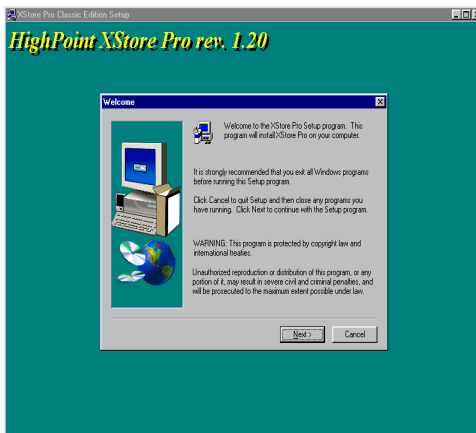 XStore Pro Classic Edition Setup
HighPoint XStore Pro rev. 1.20
Welcome
Welcome to the XStore Pro Setup program. This
program will install XStore Pro on your computer.
It is strongly recommended that you exit all Windows programs
before running this Setup program.
Click Cancel to quit Setup and then close any programs you
have running. Click Next to continue with the Setup program.
WARNING: This program is protected by copyright law and
international treaties.
Unauthorized reproduction or distribution of this program, or any
portion of it, may result in severe civil and criminal penalties, and
will be prosecuted to the maximum extent possible under law.
Next > Cancel